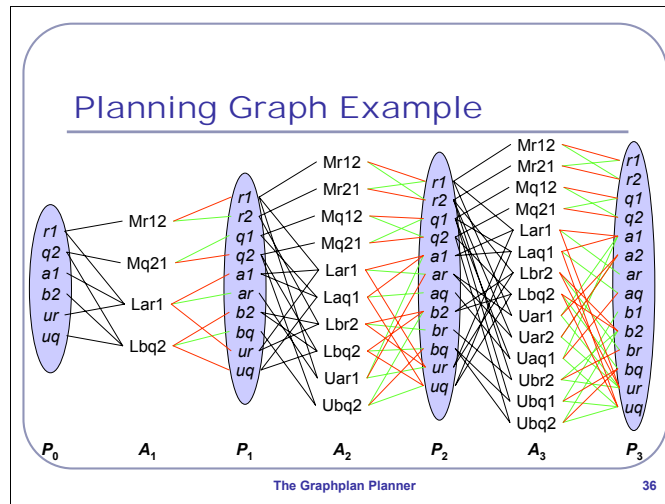 Planning Graph Example
r1
q2
a1
b2
ur
uq
P0
Mr12
Mq21
Lar1
Lbq2
A1
r1
r2
q1
q2
a1
ar
b2
bq
ur
uq
P1
Mr12
Mr21
Mq12
Mq21
Lar1
Laq1
Lbr2
Lbq2
Uar1
Ubq2
A2
r1
r2
q1
q2
a1
ar
aq
b2
br
bq
ur
uq
P2
Mr12
Mr21
Mq12
Mq21
Lar1
Laq1
Lbr2
Lbq2
Uar1
Uar2
Uaq1
Ubr2
Ubq1
Ubq2
A3
r1
r2
q1
q2
a1
a2
ar
aq
b1
b2
br
bq
ur
uq
P3
The Graphplan Planner
36